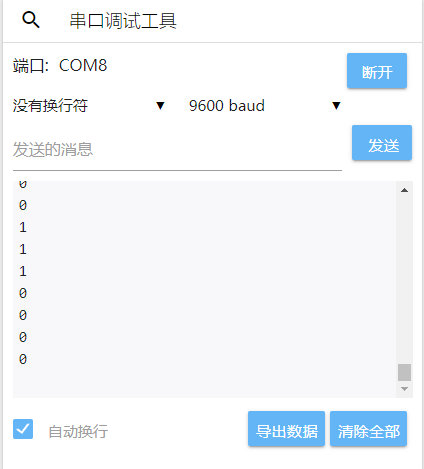 串口调试工具
端口: COM8
断开
没有换行符 ▼ 9600 baud ▼
发送的消息
发送
0
0
1
1
1
0
0
0
0
自动换行
导出数据
清除全部